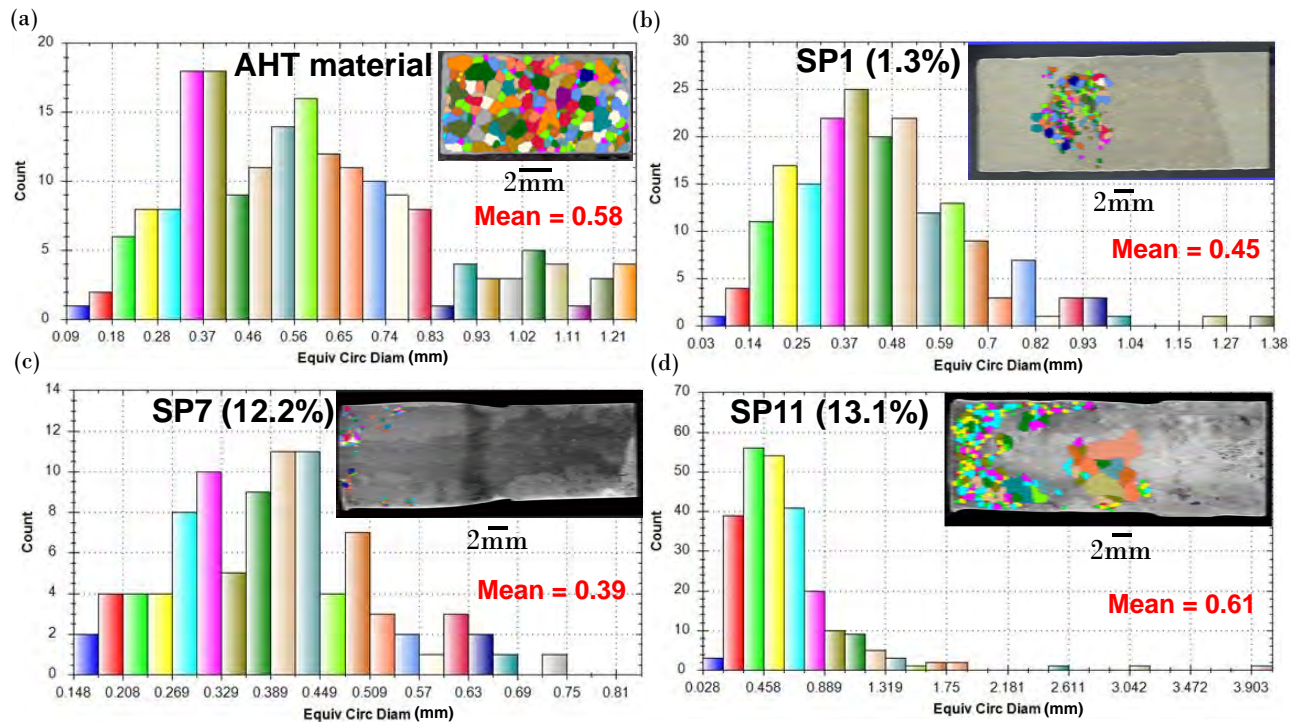 (a)
AHT material
20
15
10
5
0
Count
0.09 0.18 0.28 0.37 0.46 0.56 0.65 0.74 0.83 0.93 1.02 1.11 1.21
Equiv Circ Diam (mm)
2mm
Mean = 0.58
(b)
SP1 (1.3%)
30
25
20
15
10
5
0
Count
0.03 0.14 0.25 0.37 0.48 0.59 0.7 0.82 0.93 1.04 1.15 1.27 1.38
Equiv Circ Diam (mm)
2mm
Mean = 0.45
(c)
SP7 (12.2%)
14
12
10
8
6
4
2
0
Count
0.148 0.208 0.269 0.329 0.389 0.449 0.509 0.57 0.63 0.69 0.75 0.81
Equiv Circ Diam (mm)
2mm
Mean = 0.39
(d)
SP11 (13.1%)
70
60
50
40
30
20
10
0
Count
0.028 0.458 0.889 1.319 1.75 2.181 2.611 3.042 3.472 3.903
Equiv Circ Diam (mm)
2mm
Mean = 0.61